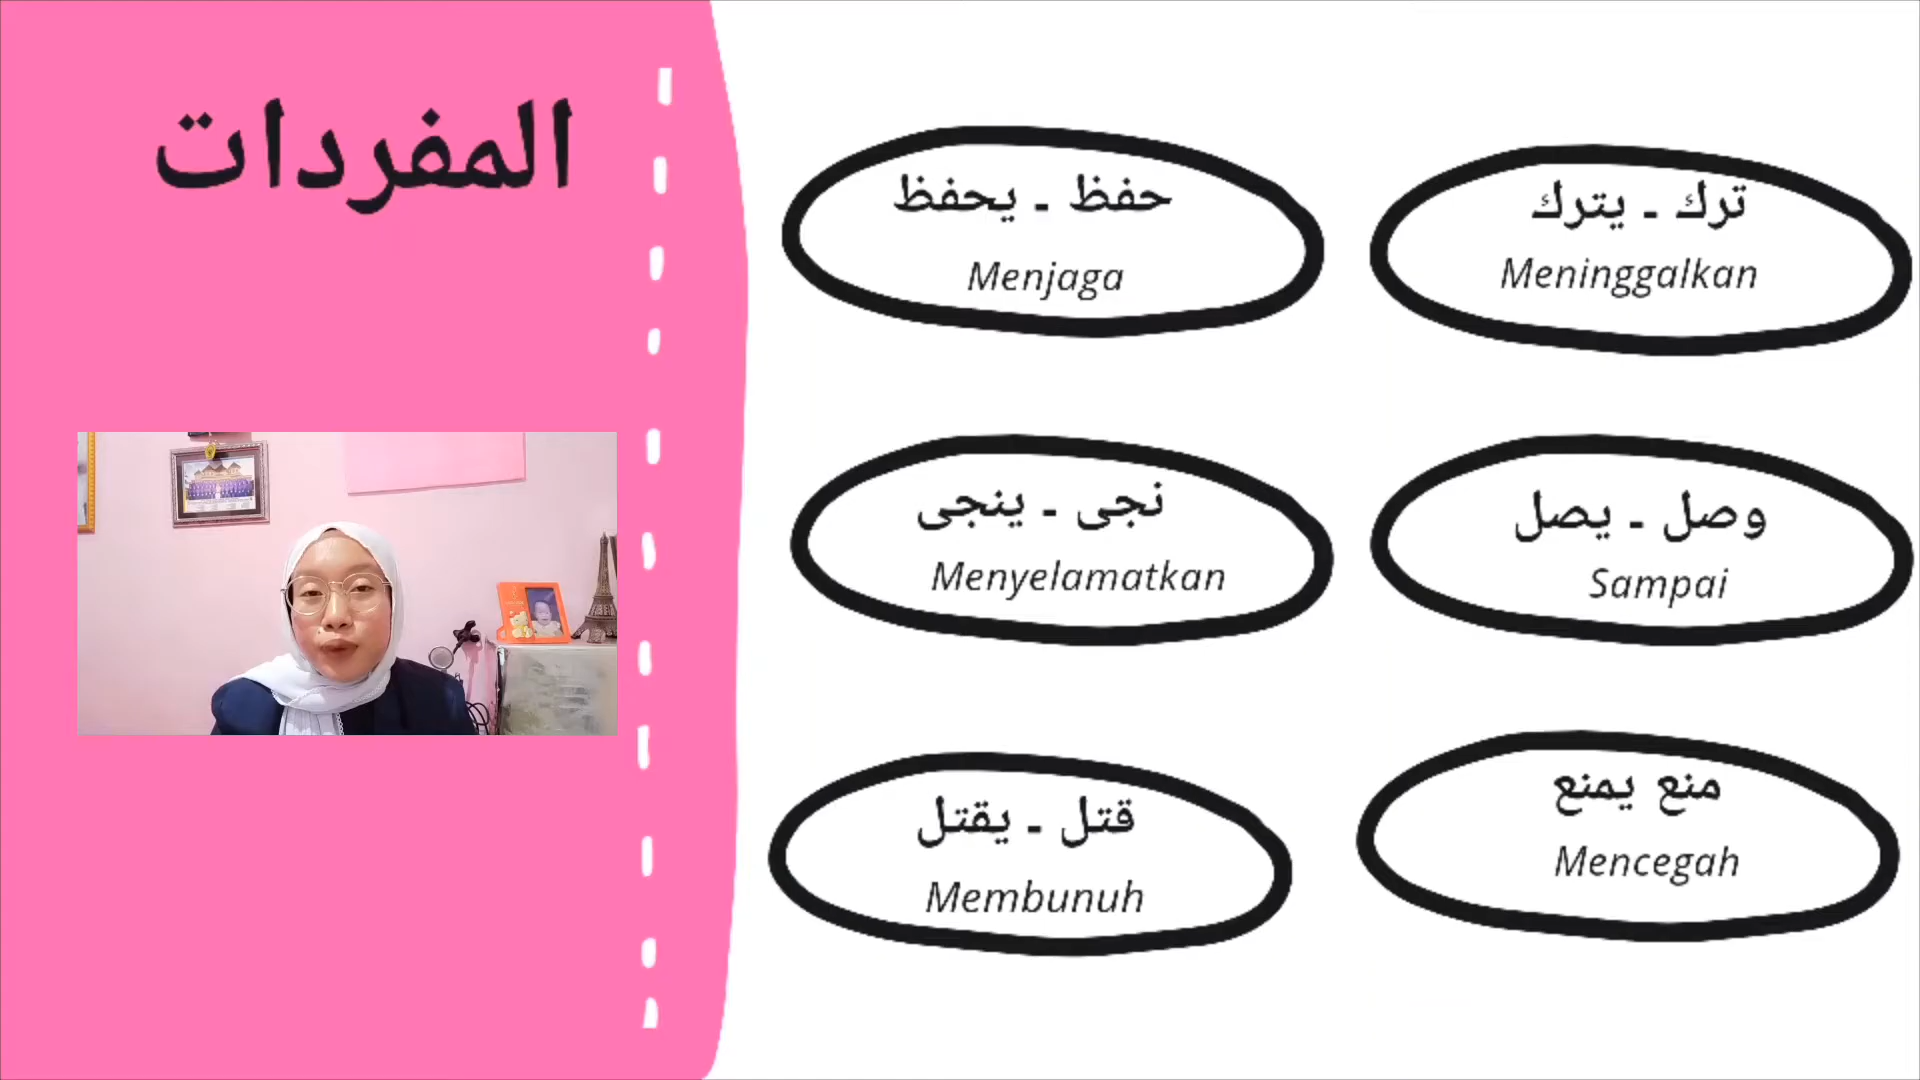 المفردات
ترك - يترك
Meninggalkan
حفظ - يحفظ
Menjaga
وصل - يصل
Sampai
نجى - ينجى
Menyelamatkan
منع يمنع
Mencegah
قتل - يقتل
Membunuh